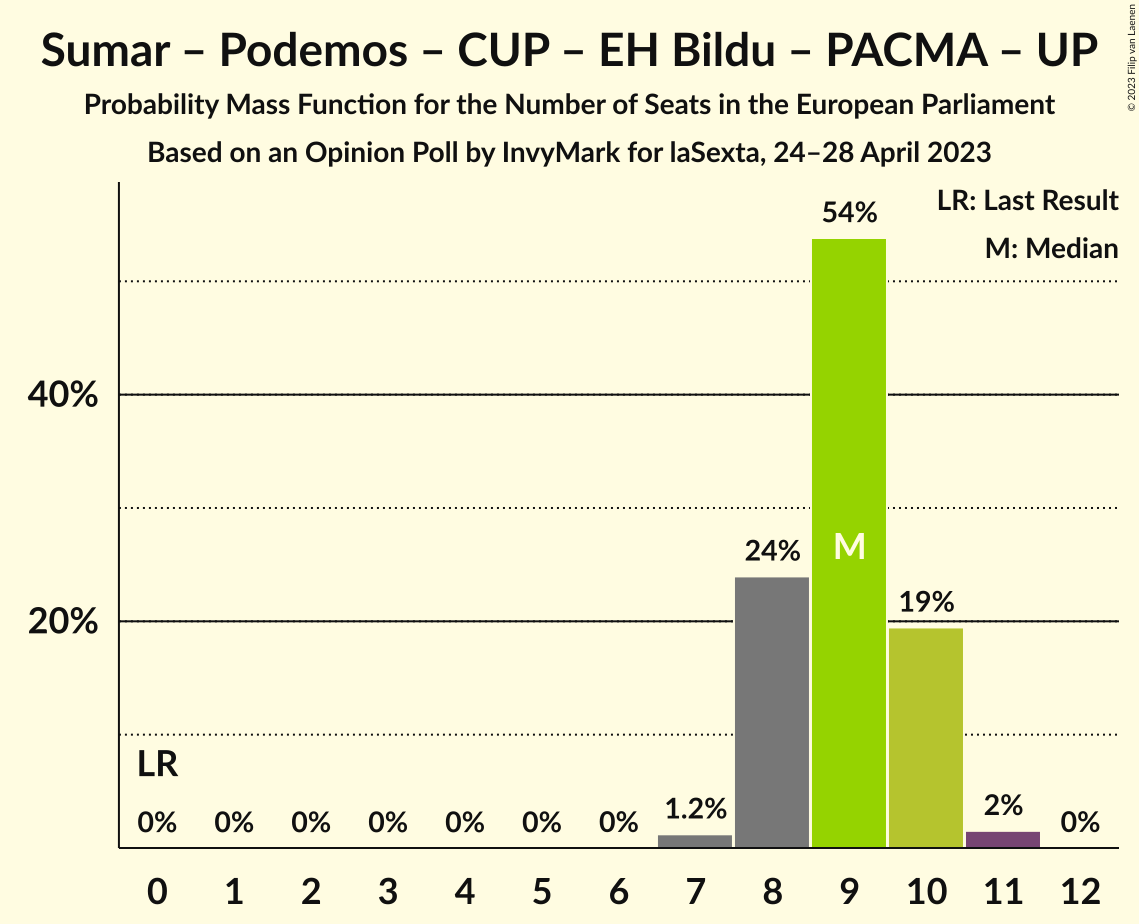 Sumar – Podemos – CUP – EH Bildu – PACMA – UP
Probability Mass Function for the Number of Seats in the European Parliament
Based on an Opinion Poll by InvyMark for laSexta, 24–28 April 2023
© 2023 Filip van Laenen
LR: Last Result
M: Median
54%
40%
M
24%
19%
20%
LR
0% 0% 0% 0% 0% 0% 0% 1.2% 2% 0%
0 1 2 3 4 5 6 7 8 9 10 11 12